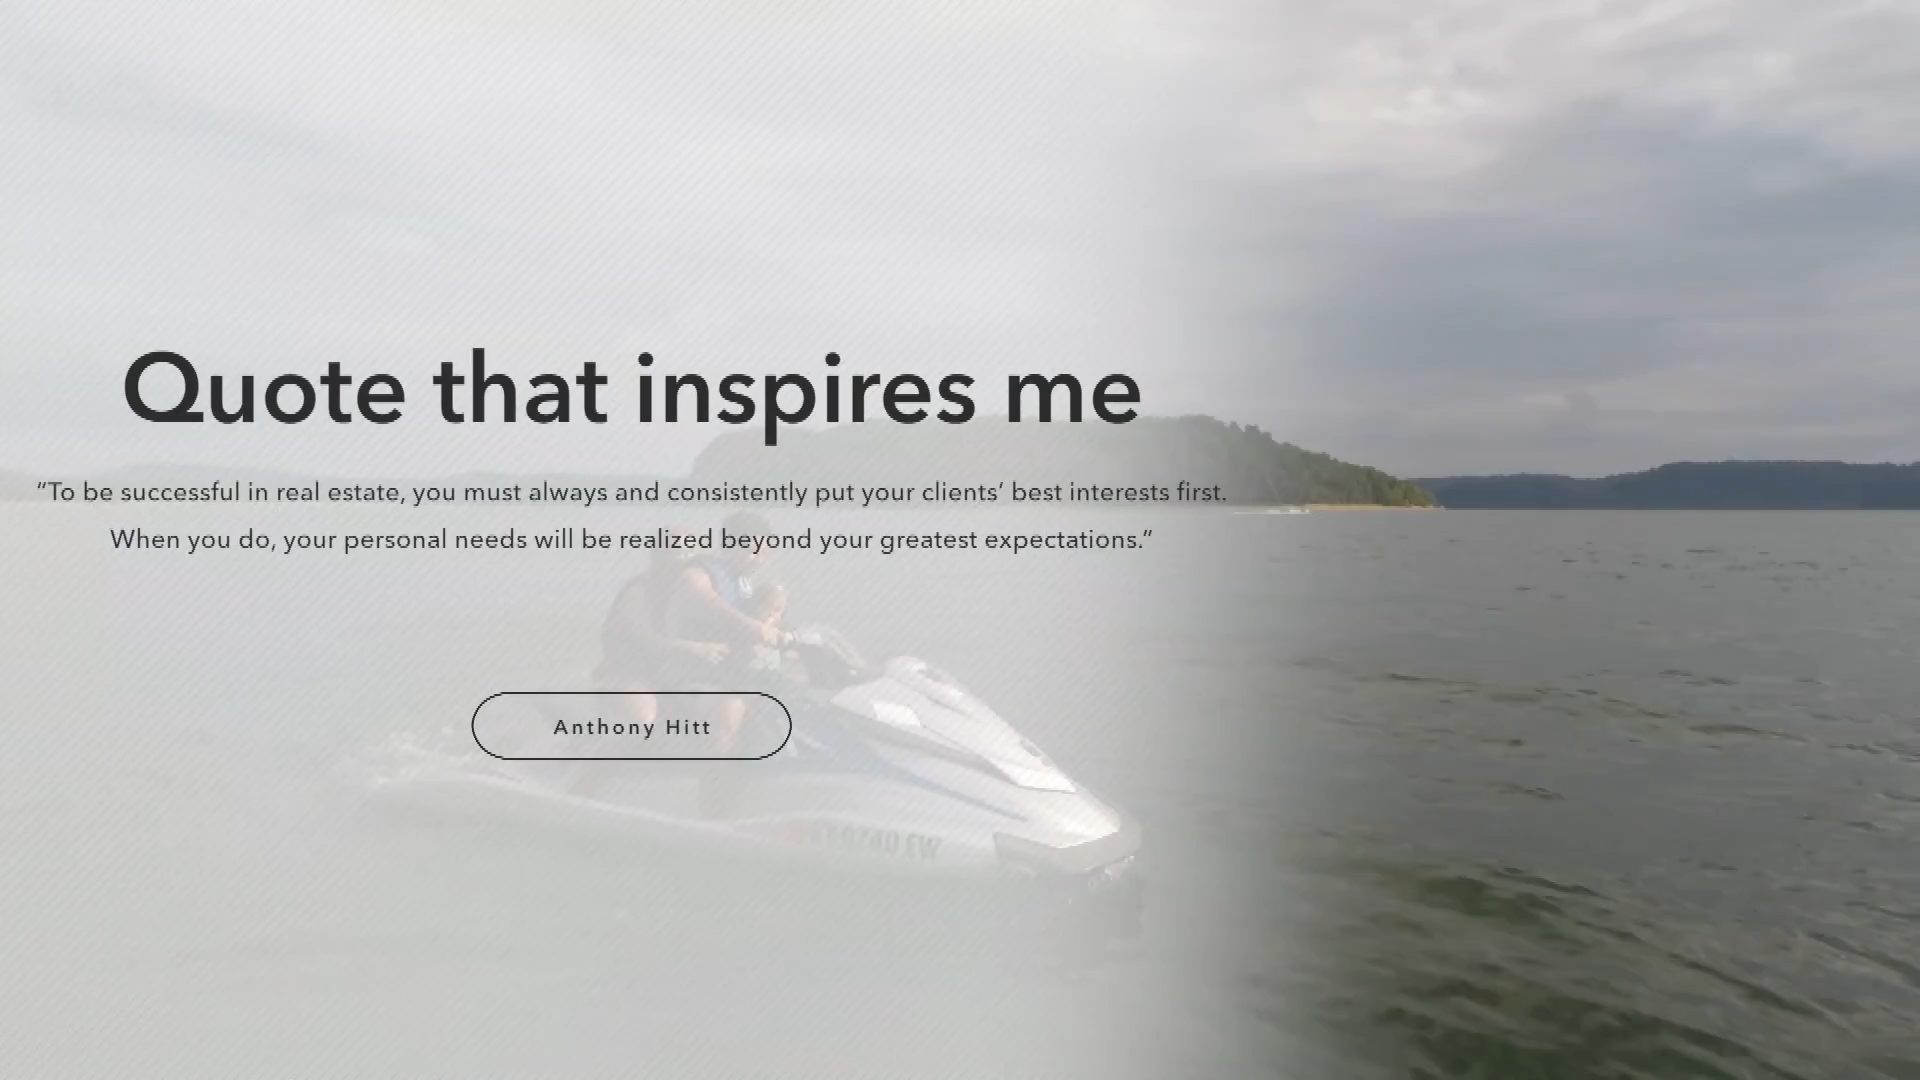 Quote that inspires me
“To be successful in real estate, you must always and consistently put your clients’ best interests first.
When you do, your personal needs will be realized beyond your greatest expectations.”
Anthony Hitt